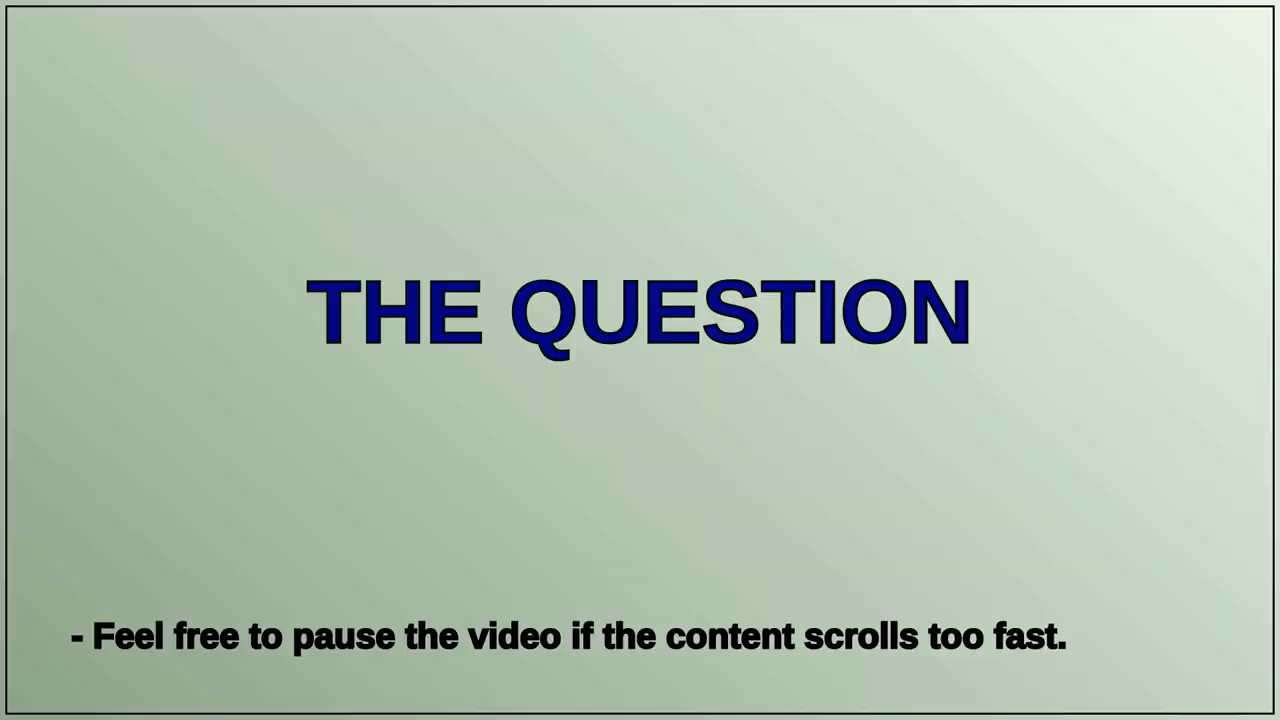 THE QUESTION
- Feel free to pause the video if the content scrolls too fast.